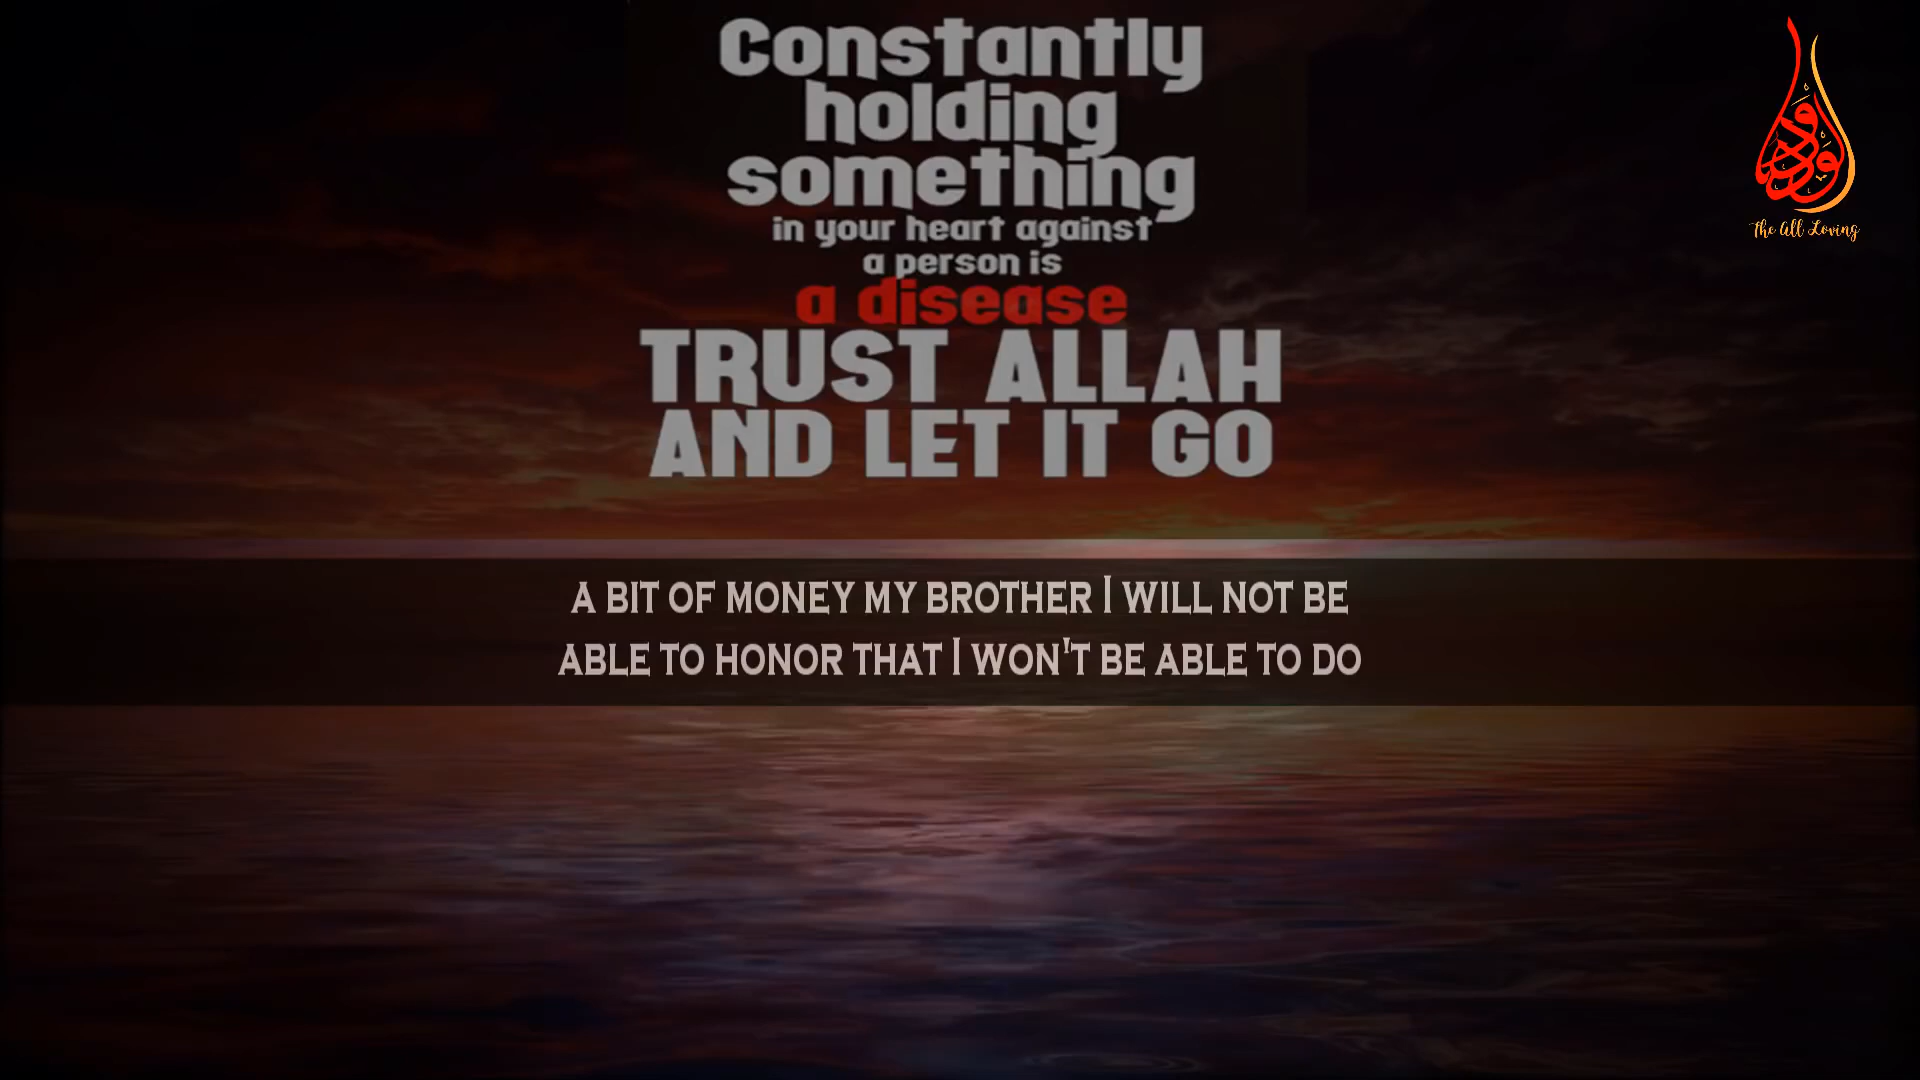 Constantly
holding
something
in your heart against
a person is
a disease
TRUST ALLAH
AND LET IT GO
The All Loving
A BIT OF MONEY MY BROTHER I WILL NOT BE
ABLE TO HONOR THAT I WON'T BE ABLE TO DO